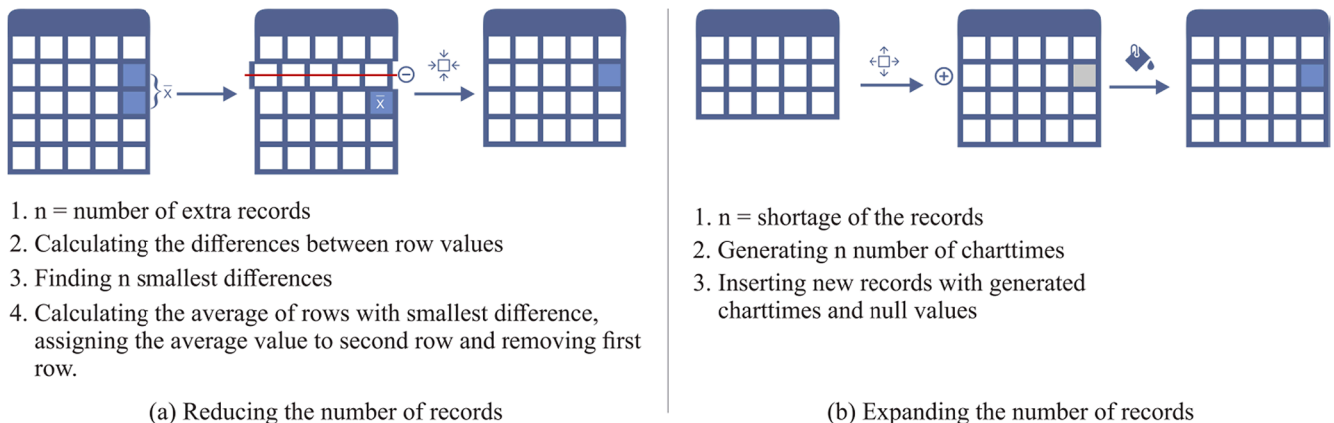 x̄
x̄
1. n = number of extra records
2. Calculating the differences between row values
3. Finding n smallest differences
4. Calculating the average of rows with smallest difference,
assigning the average value to second row and removing first
row.
(a) Reducing the number of records
1. n = shortage of the records
2. Generating n number of charttimes
3. Inserting new records with generated
charttimes and null values
(b) Expanding the number of records